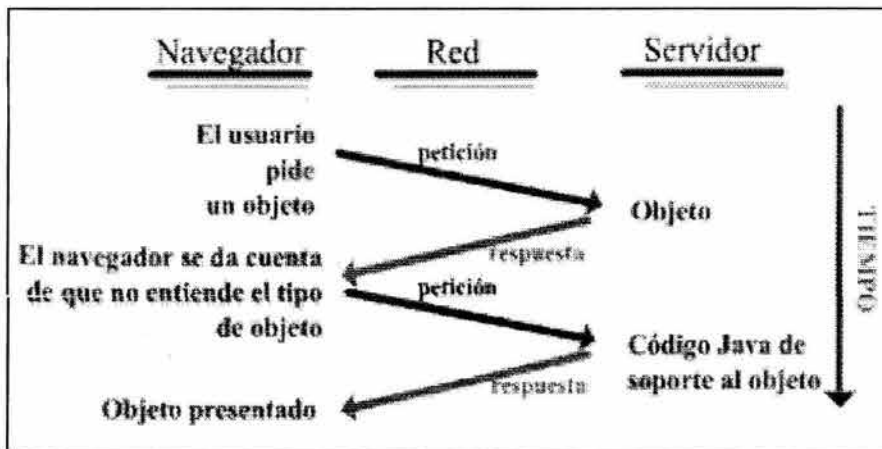 Navegador
Red
Servidor
El usuario
pide
un objeto
petición
Objeto
respuesta
El navegador se da cuenta
de que no entiende el tipo
de objeto
petición
Código Java de
soporte al objeto
respuesta
Objeto presentado
TIEMPO